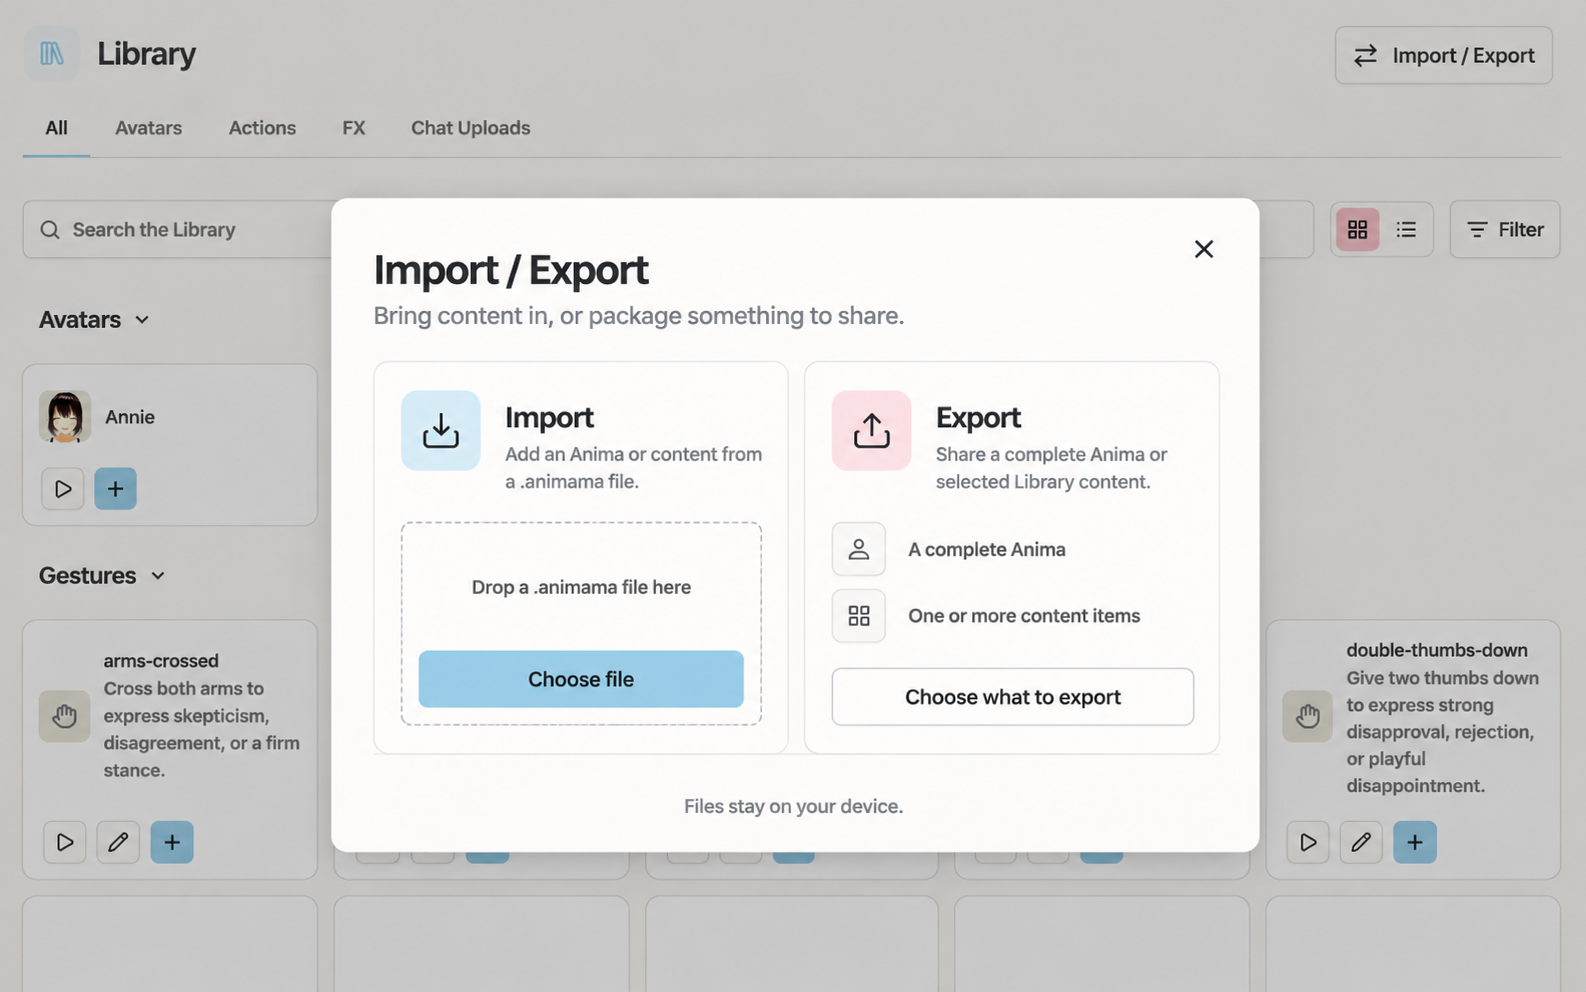 Library
Import / Export
All
Avatars
Actions
FX
Chat Uploads
Search the Library
Filter
Avatars
Annie
Gestures
arms-crossed
Cross both arms to
express skepticism,
disagreement, or a firm
stance.
double-thumbs-down
Give two thumbs down
to express strong
disapproval, rejection,
or playful
disappointment.
Import / Export
Bring content in, or package something to share.
Import
Add an Anima or content from
a .animama file.
Drop a .animama file here
Choose file
Export
Share a complete Anima or
selected Library content.
A complete Anima
One or more content items
Choose what to export
Files stay on your device.